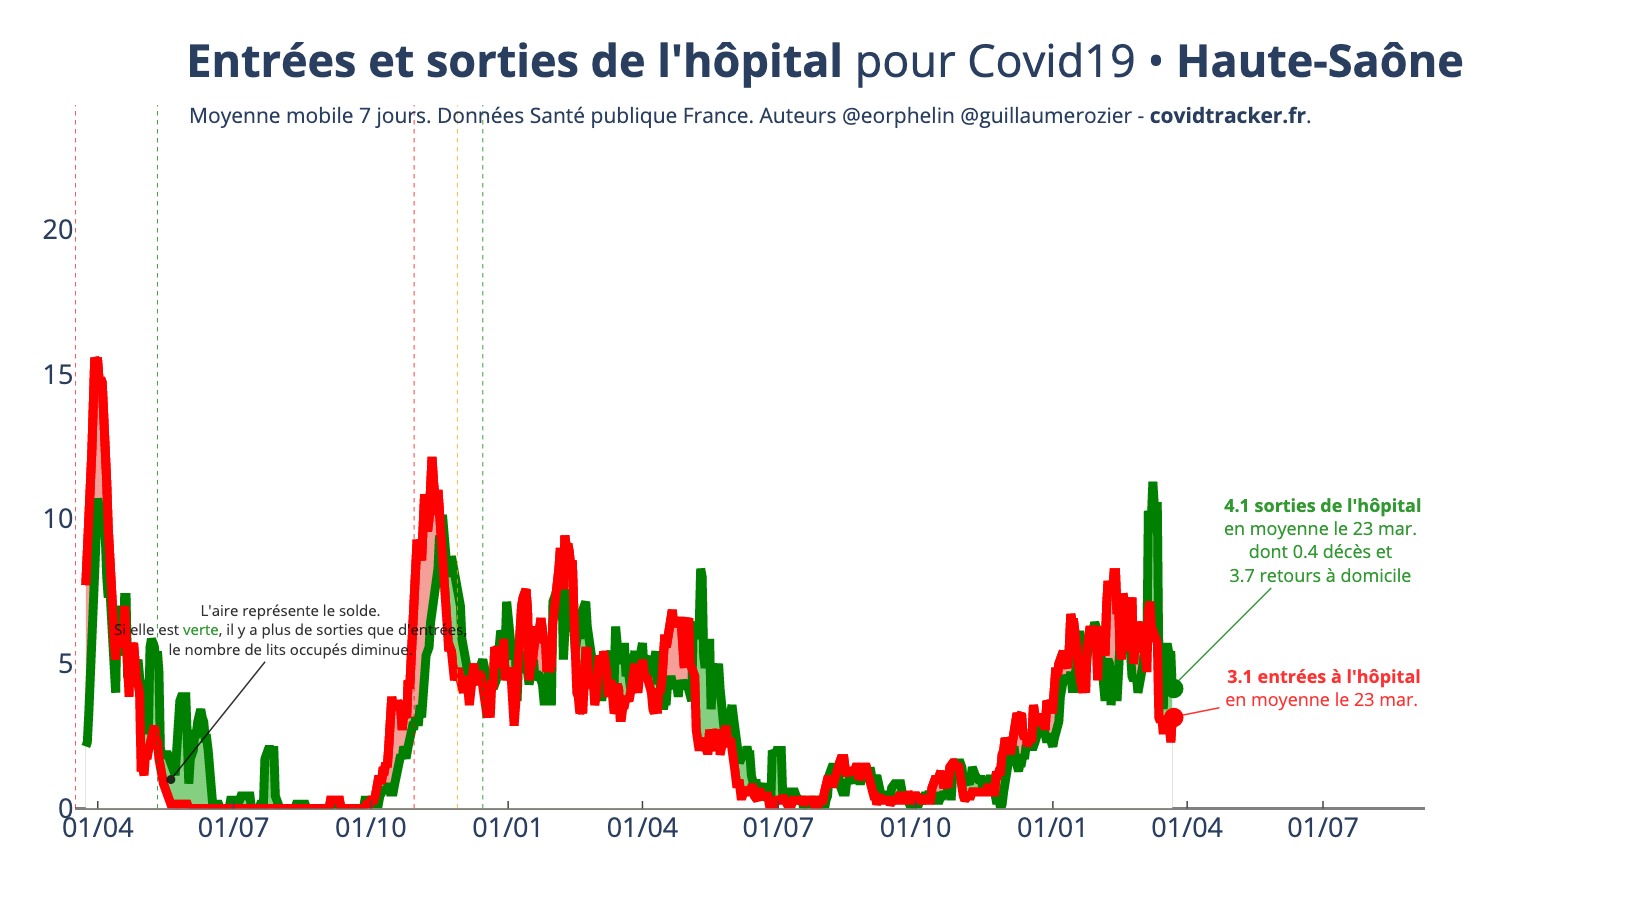 Entrées et sorties de l'hôpital pour Covid19 • Haute-Saône
Moyenne mobile 7 jours. Données Santé publique France. Auteurs @eorphelin @guillaumerozier - covidtracker.fr.
20
15
10
5
0
4.1 sorties de l'hôpital
en moyenne le 23 mar.
dont 0.4 décès et
3.7 retours à domicile
L'aire représente le solde.
Si elle est verte, il y a plus de sorties que d'entrées,
le nombre de lits occupés diminue.
3.1 entrées à l'hôpital
en moyenne le 23 mar.
01/04 01/07 01/10 01/01 01/04 01/07 01/10 01/01 01/04 01/07